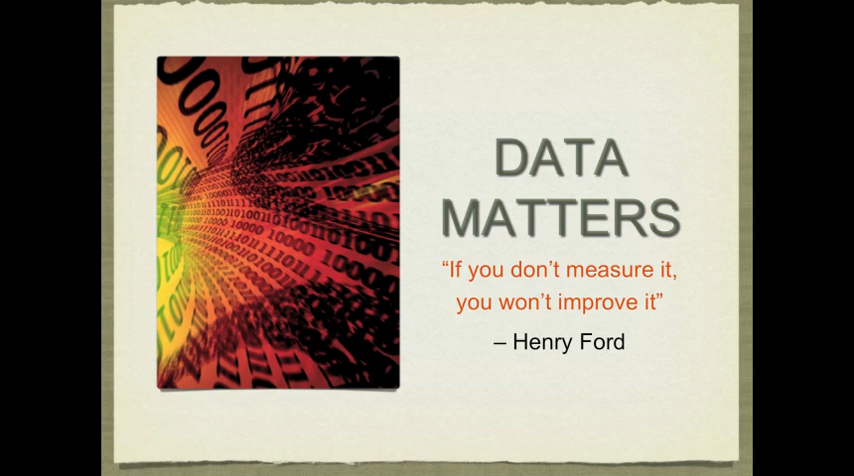 DATA
MATTERS
“If you don’t measure it,
you won’t improve it”
– Henry Ford